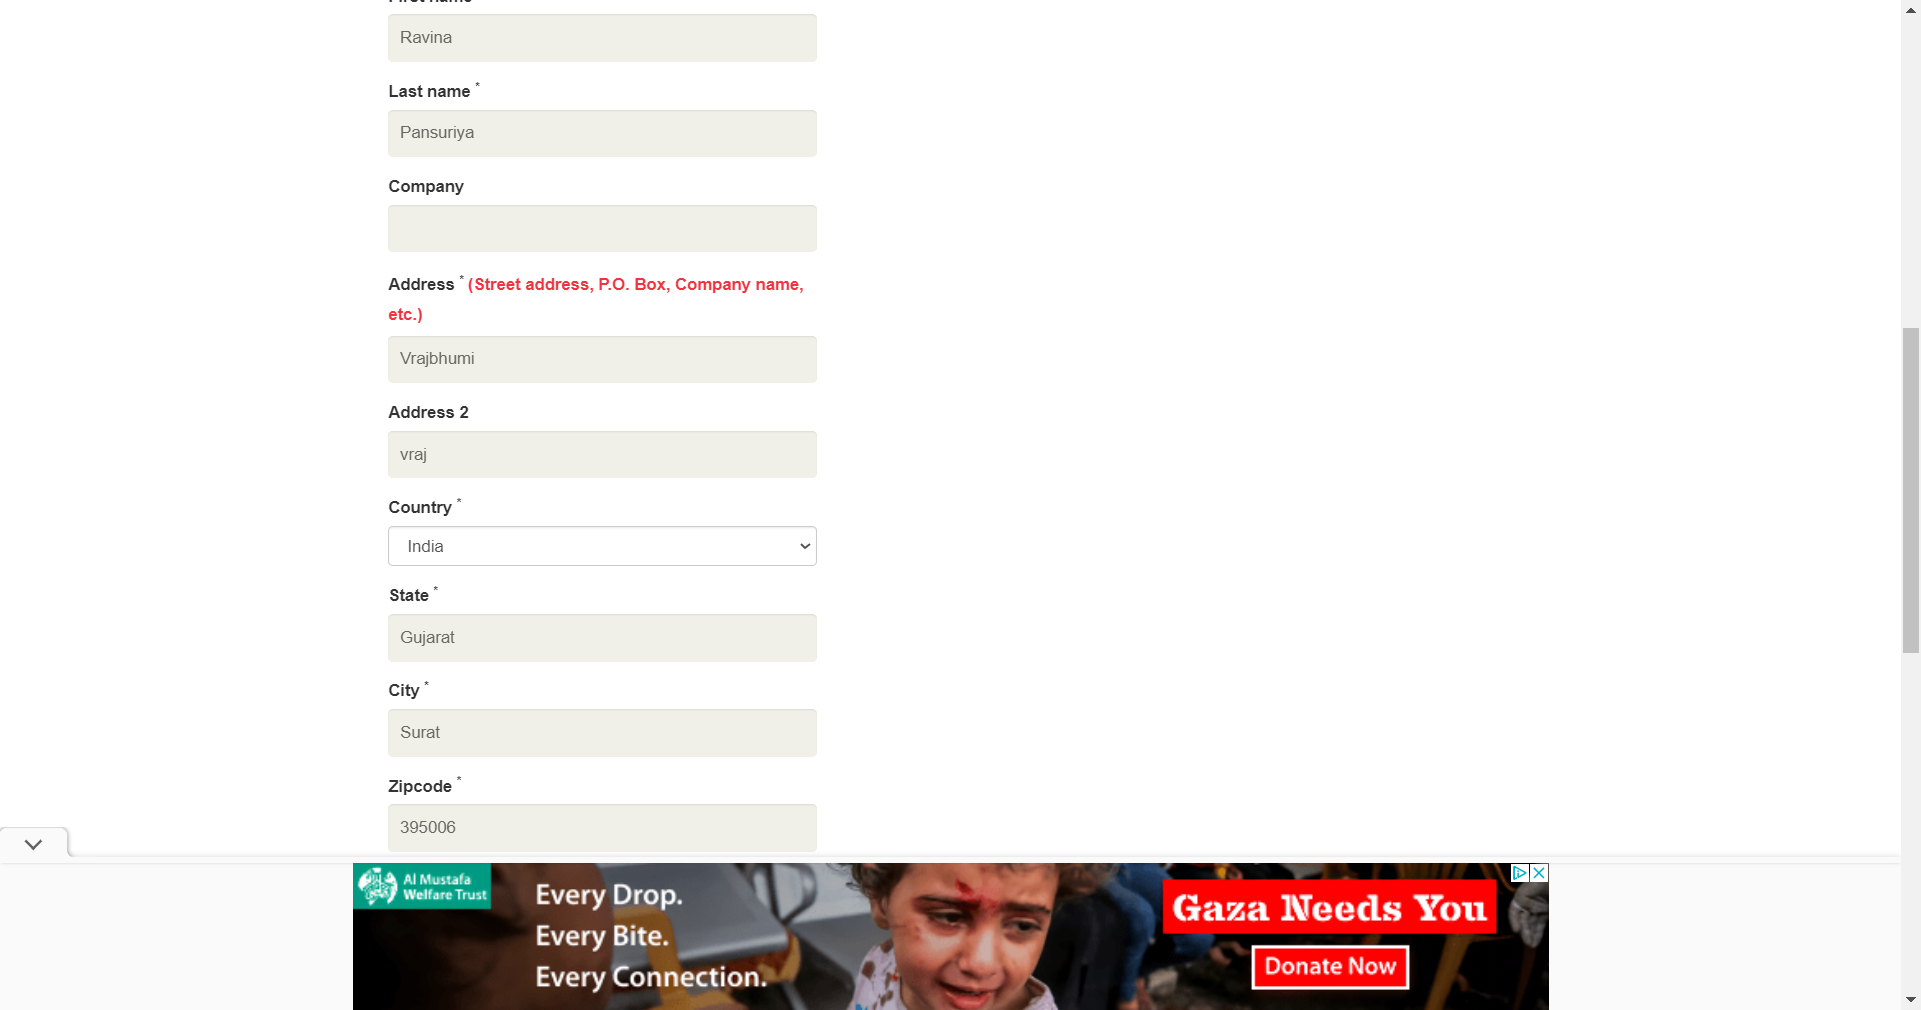 Ravina
Last name *
Pansuriya
Company
Address * (Street address, P.O. Box, Company name,
etc.)
Vrajbhumi
Address 2
vraj
Country *
India
State *
Gujarat
City *
Surat
Zipcode *
395006
Al Mustafa
Welfare Trust
Every Drop.
Every Bite.
Every Connection.
Gaza Needs You
Donate Now